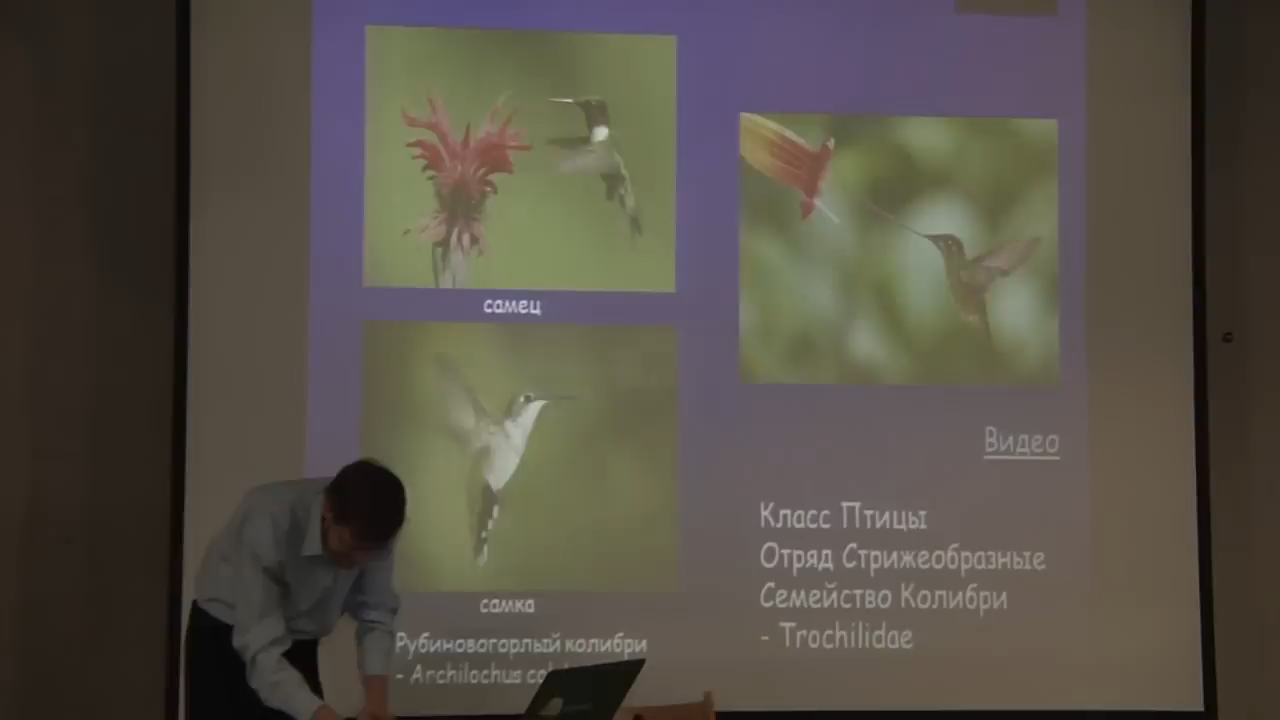 самец
самка
Рубиновогорлый колибри
- Archilochus
Видео
Класс Птицы
Отряд Стрижеобразные
Семейство Колибри
- Trochilidae